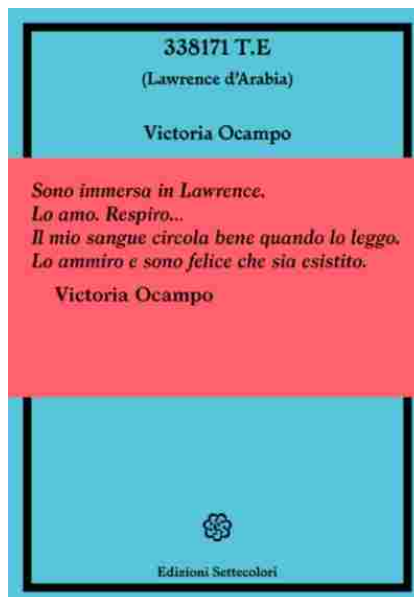 338171 T.E
(Lawrence d'Arabia)
Victoria Ocampo
Sono immersa in Lawrence.
Lo amo. Respiro...
Il mio sangue circola bene quando lo leggo.
Lo ammiro e sono felice che sia esistito.
Victoria Ocampo
Edizioni Settecolori